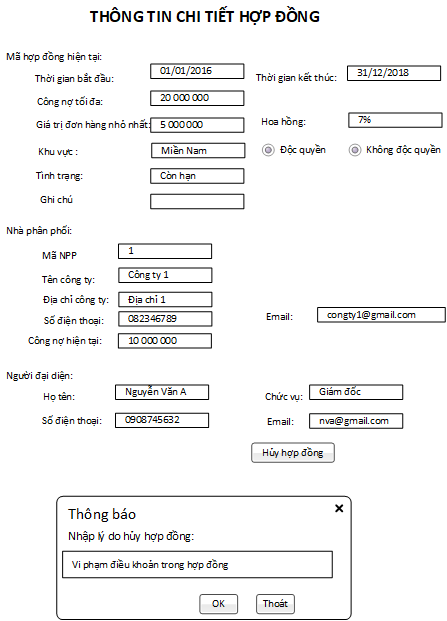 THÔNG TIN CHI TIẾT HỢP ĐỒNG
Mã hợp đồng hiện tại:
Thời gian bắt đầu: 01/01/2016 Thời gian kết thúc: 31/12/2018
Công nợ tối đa: 20 000 000
Giá trị đơn hàng nhỏ nhất: 5 000 000 Hoa hồng: 7%
Khu vực : Miền Nam Độc quyền Không độc quyền
Tình trạng: Còn hạn
Ghi chú
Nhà phân phối:
Mã NPP 1
Tên công ty: Công ty 1
Địa chỉ công ty: Địa chỉ 1
Số điện thoại: 082346789 Email: congty1@gmail.com
Công nợ hiện tại: 10 000 000
Người đại diện:
Họ tên: Nguyễn Văn A Chức vụ: Giám đốc
Số điện thoại: 0908745632 Email: nva@gmail.com
Hủy hợp đồng
Thông báo
Nhập lý do hủy hợp đồng:
Vi phạm điều khoản trong hợp đồng
OK Thoát